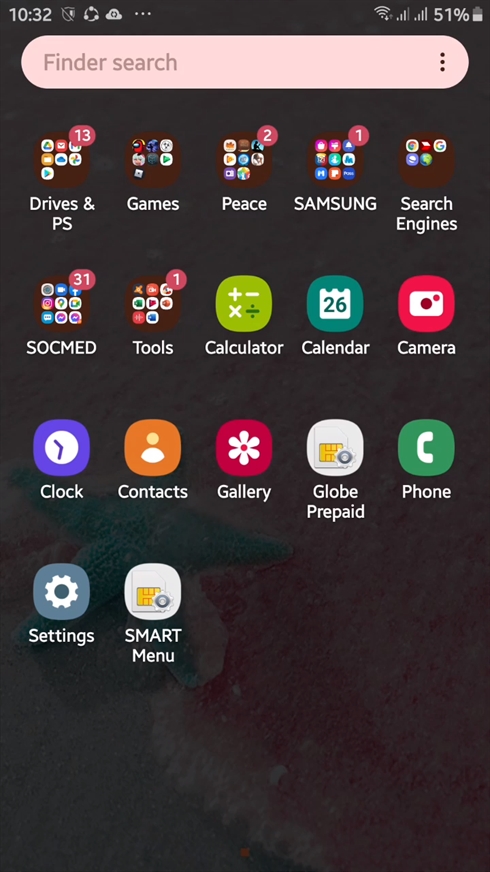 10:32 51%
Finder search
13 2 1
Drives & PS Games Peace SAMSUNG Search Engines
31 1
SOCMED Tools Calculator 26 Calendar Camera
Clock Contacts Gallery Globe Prepaid Phone
Settings SMART Menu